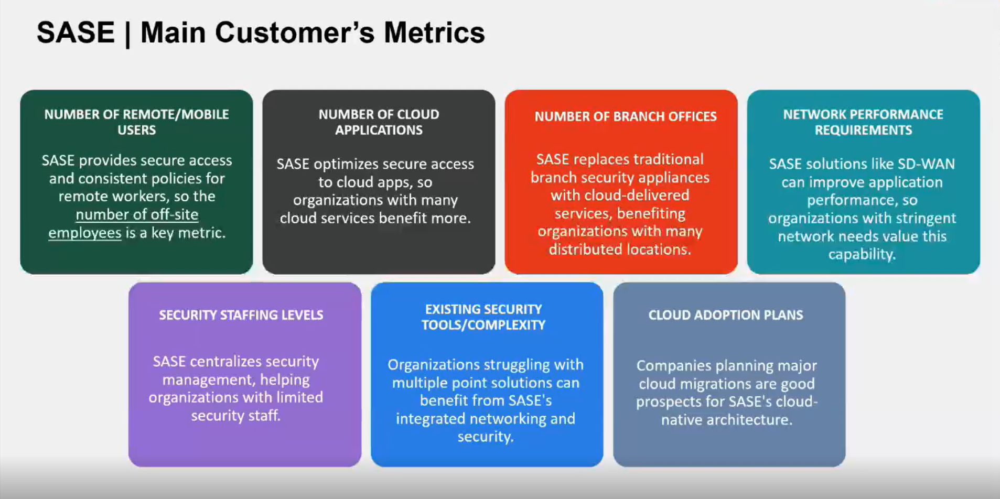 SASE | Main Customer’s Metrics
NUMBER OF REMOTE/MOBILE
USERS
SASE provides secure access
and consistent policies for
remote workers, so the
number of off-site
employees is a key metric.
NUMBER OF CLOUD
APPLICATIONS
SASE optimizes secure access
to cloud apps, so
organizations with many
cloud services benefit more.
NUMBER OF BRANCH OFFICES
SASE replaces traditional
branch security appliances
with cloud-delivered
services, benefiting
organizations with many
distributed locations.
NETWORK PERFORMANCE
REQUIREMENTS
SASE solutions like SD-WAN
can improve application
performance, so
organizations with stringent
network needs value this
capability.
SECURITY STAFFING LEVELS
SASE centralizes security
management, helping
organizations with limited
security staff.
EXISTING SECURITY
TOOLS/COMPLEXITY
Organizations struggling with
multiple point solutions can
benefit from SASE's
integrated networking and
security.
CLOUD ADOPTION PLANS
Companies planning major
cloud migrations are good
prospects for SASE's cloud-
native architecture.